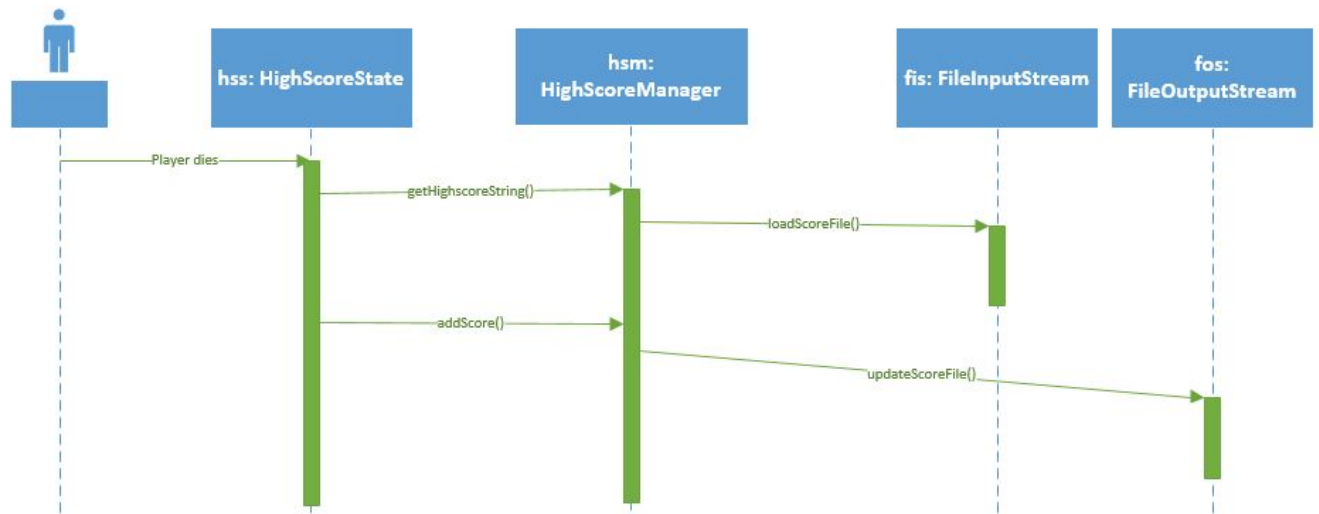 hss: HighScoreState
hsm:
HighScoreManager
fis: FileInputStream
fos:
FileOutputStream
Player dies
getHighscoreString()
loadScoreFile()
addScore()
updateScoreFile()